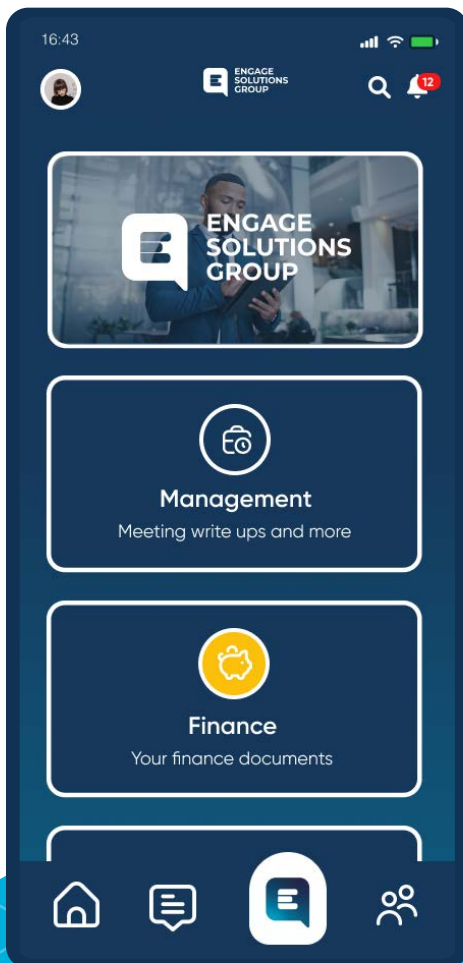 16:43
ENGAGE
SOLUTIONS
GROUP
12
ENGAGE
SOLUTIONS
GROUP
Management
Meeting write ups and more
Finance
Your finance documents